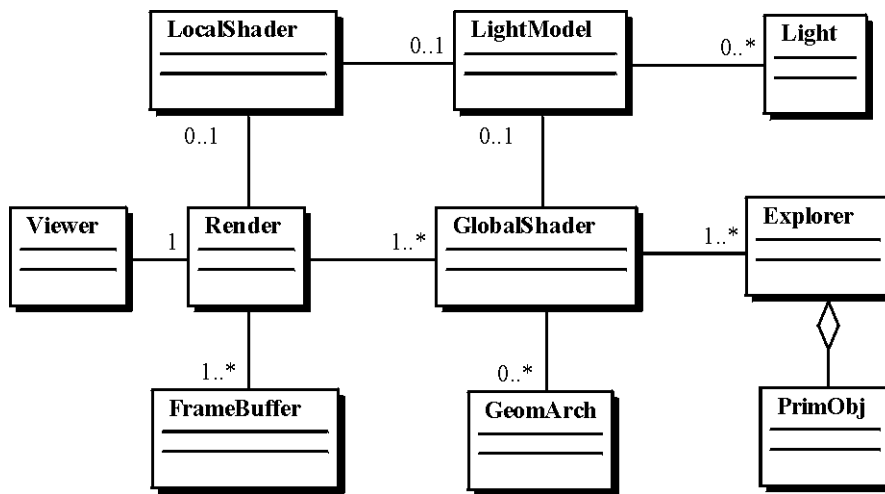 LocalShader
LightModel
Light
0..1
0..*
0..1
0..1
Viewer
Render
GlobalShader
Explorer
1
1..*
1..*
1..*
0..*
FrameBuffer
GeomArch
PrimObj